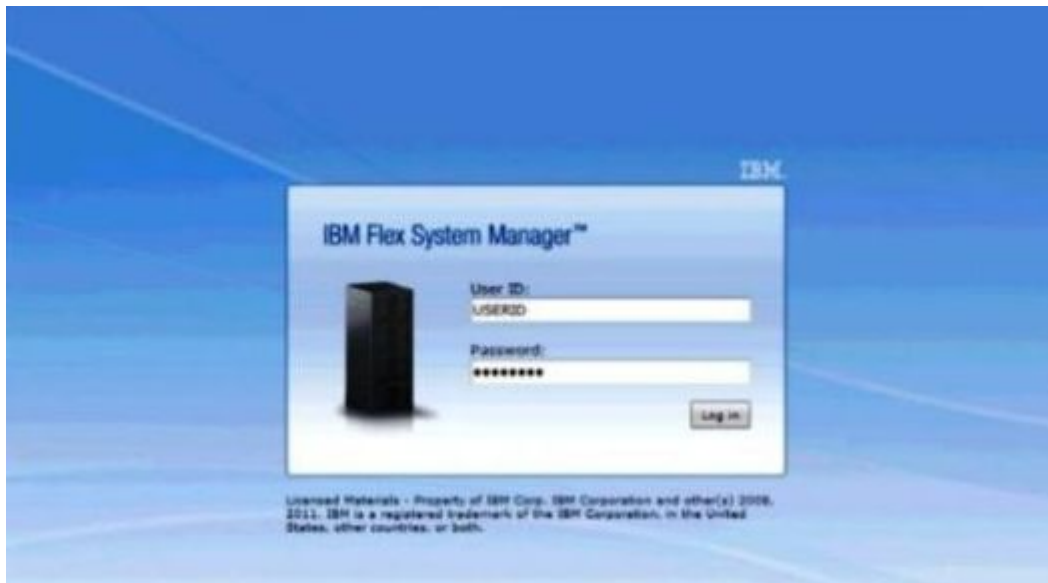 IBM.
IBM Flex System Manager™
User ID:
USERID
Password:
••••••••
Log in
Licensed Materials - Property of IBM Corp. IBM Corporation and other(s) 2009,
2011. IBM is a registered trademark of the IBM Corporation, in the United
States, other countries, or both.